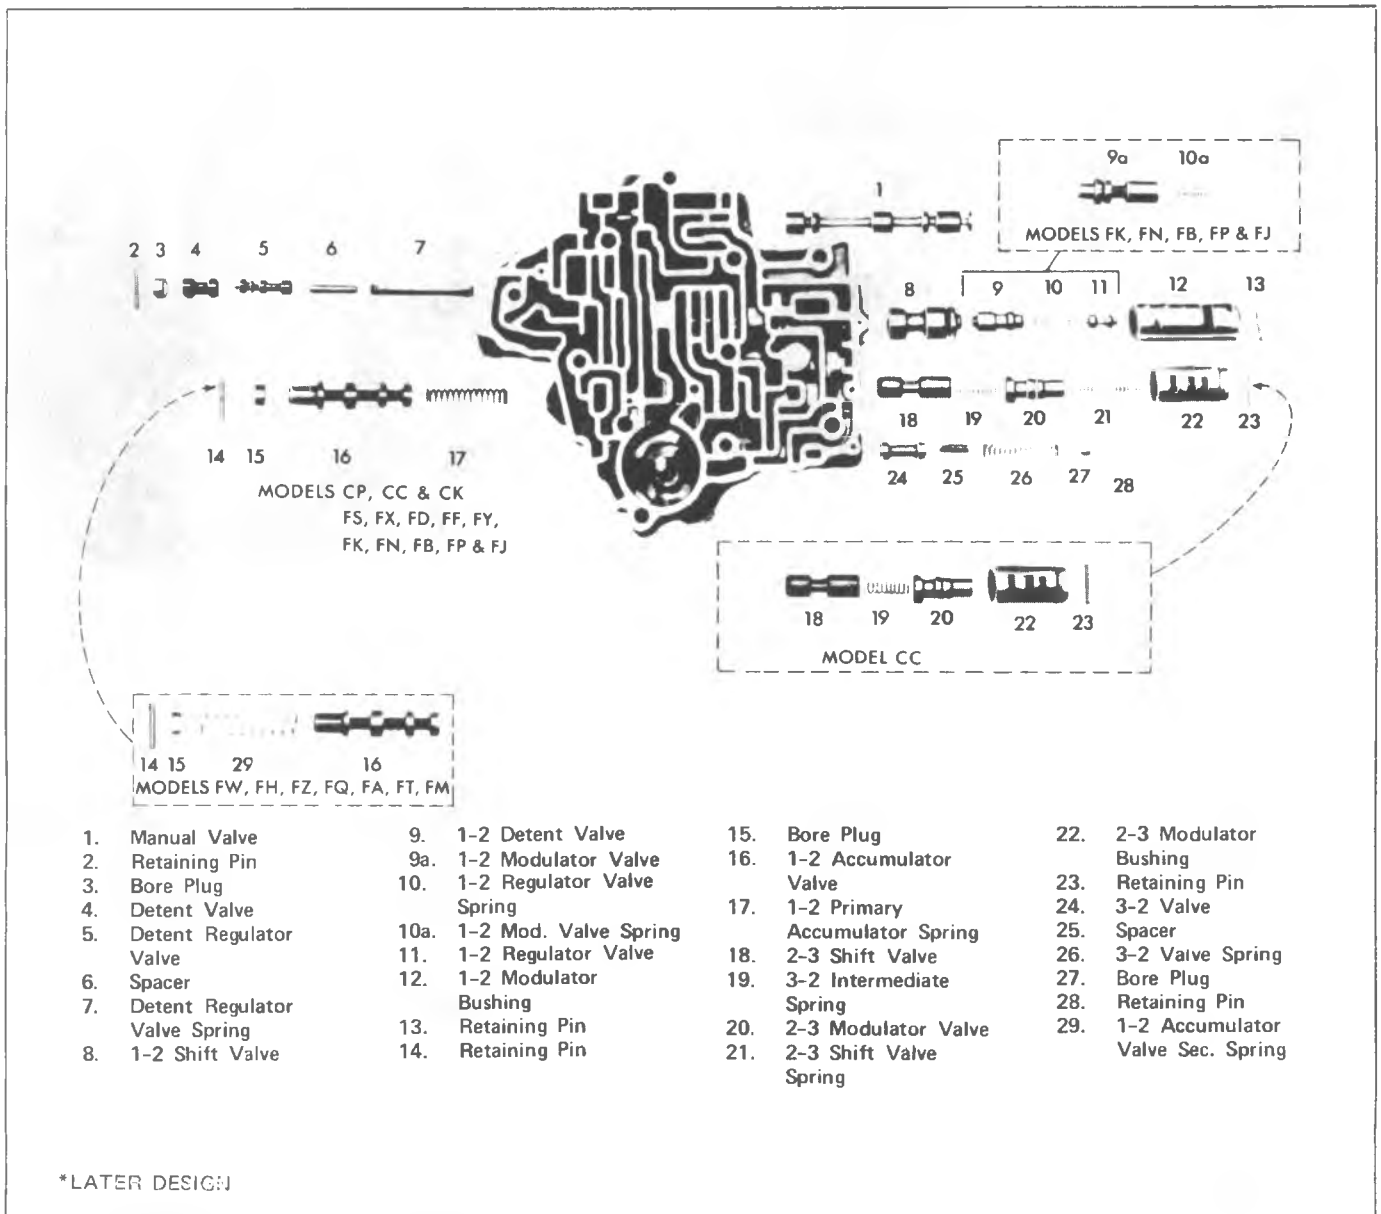 9a 10a
MODELS FK, FN, FB, FP & FJ
1
2 3 4 5 6 7
8 9 10 11 12 13
14 15 16 17
MODELS CP, CC & CK
FS, FX, FD, FF, FY,
FK, FN, FB, FP & FJ
18 19 20 21 22 23
24 25 26 27 28
18 19 20 22 23
MODEL CC
14 15 29 16
MODELS FW, FH, FZ, FQ, FA, FT, FM
1. Manual Valve
2. Retaining Pin
3. Bore Plug
4. Detent Valve
5. Detent Regulator
Valve
6. Spacer
7. Detent Regulator
Valve Spring
8. 1-2 Shift Valve
9. 1-2 Detent Valve
9a. 1-2 Modulator Valve
10. 1-2 Regulator Valve
Spring
10a. 1-2 Mod. Valve Spring
11. 1-2 Regulator Valve
12. 1-2 Modulator
Bushing
13. Retaining Pin
14. Retaining Pin
15. Bore Plug
16. 1-2 Accumulator
Valve
17. 1-2 Primary
Accumulator Spring
18. 2-3 Shift Valve
19. 3-2 Intermediate
Spring
20. 2-3 Modulator Valve
21. 2-3 Shift Valve
Spring
22. 2-3 Modulator
Bushing
23. Retaining Pin
24. 3-2 Valve
25. Spacer
26. 3-2 Valve Spring
27. Bore Plug
28. Retaining Pin
29. 1-2 Accumulator
Valve Sec. Spring
*LATER DESIGN